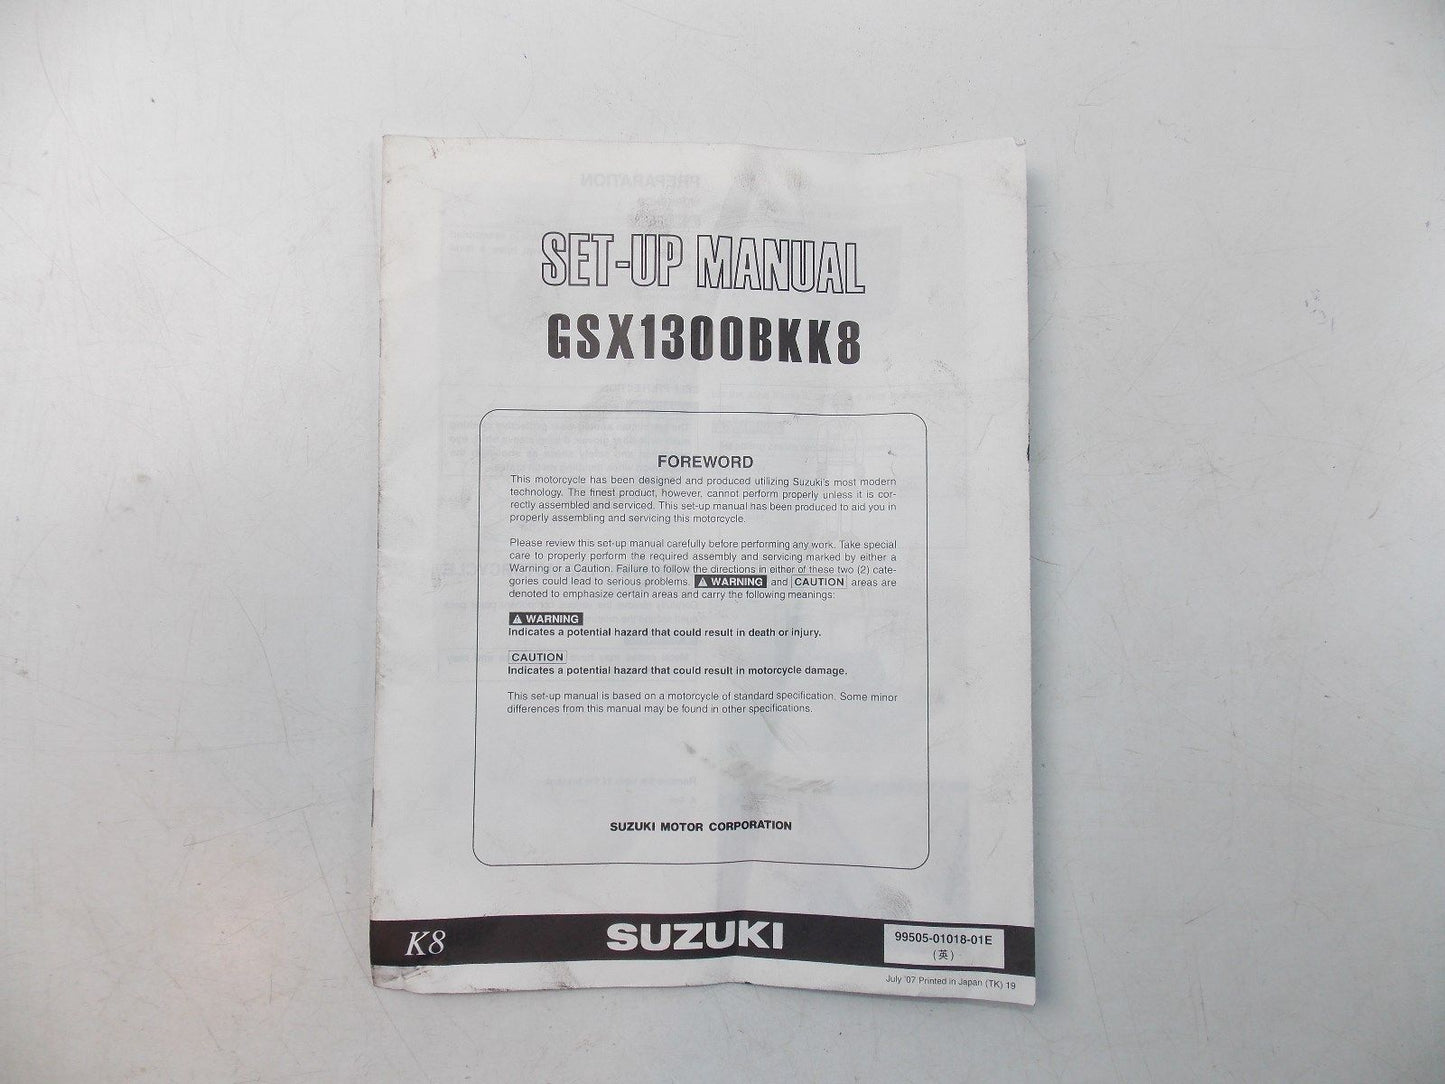 SET-UP MANUAL
GSX1300BKK8
FOREWORD
This motorcycle has been designed and produced utilizing Suzuki's most modern
technology. The finest product, however, cannot perform properly unless it is cor-
rectly assembled and serviced. This set-up manual has been produced to aid you in
properly assembling and servicing this motorcycle.
Please review this set-up manual carefully before performing any work. Take special
care to properly perform the required assembly and servicing marked by either a
Warning or a Caution. Failure to follow the directions in either of these two (2) cate-
gories could lead to serious problems. ⚠ WARNING and CAUTION areas are
denoted to emphasize certain areas and carry the following meanings:
⚠ WARNING
Indicates a potential hazard that could result in death or injury.
CAUTION
Indicates a potential hazard that could result in motorcycle damage.
This set-up manual is based on a motorcycle of standard specification. Some minor
differences from this manual may be found in other specifications.
SUZUKI MOTOR CORPORATION
K8
SUZUKI
99505-01018-01E
(英)
July '07 Printed in Japan (TK) 19